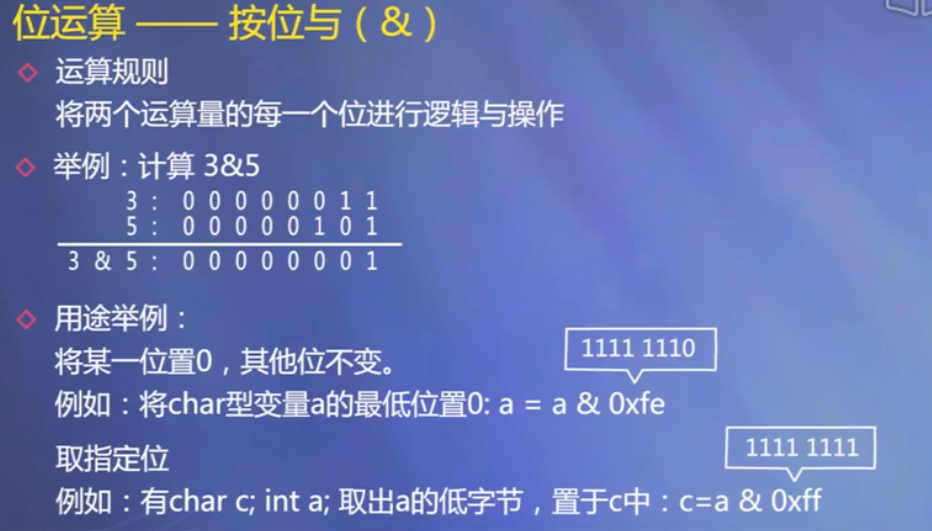 位运算 —— 按位与（&）
运算规则
将两个运算量的每一个位进行逻辑与操作
举例：计算 3&5
3 : 0 0 0 0 0 0 1 1
5 : 0 0 0 0 0 1 0 1
3 & 5 : 0 0 0 0 0 0 0 1
用途举例：
将某一位置0，其他位不变。
1111 1110
例如：将char型变量a的最低位置0: a = a & 0xfe
取指定位
1111 1111
例如：有char c; int a; 取出a的低字节，置于c中：c=a & 0xff